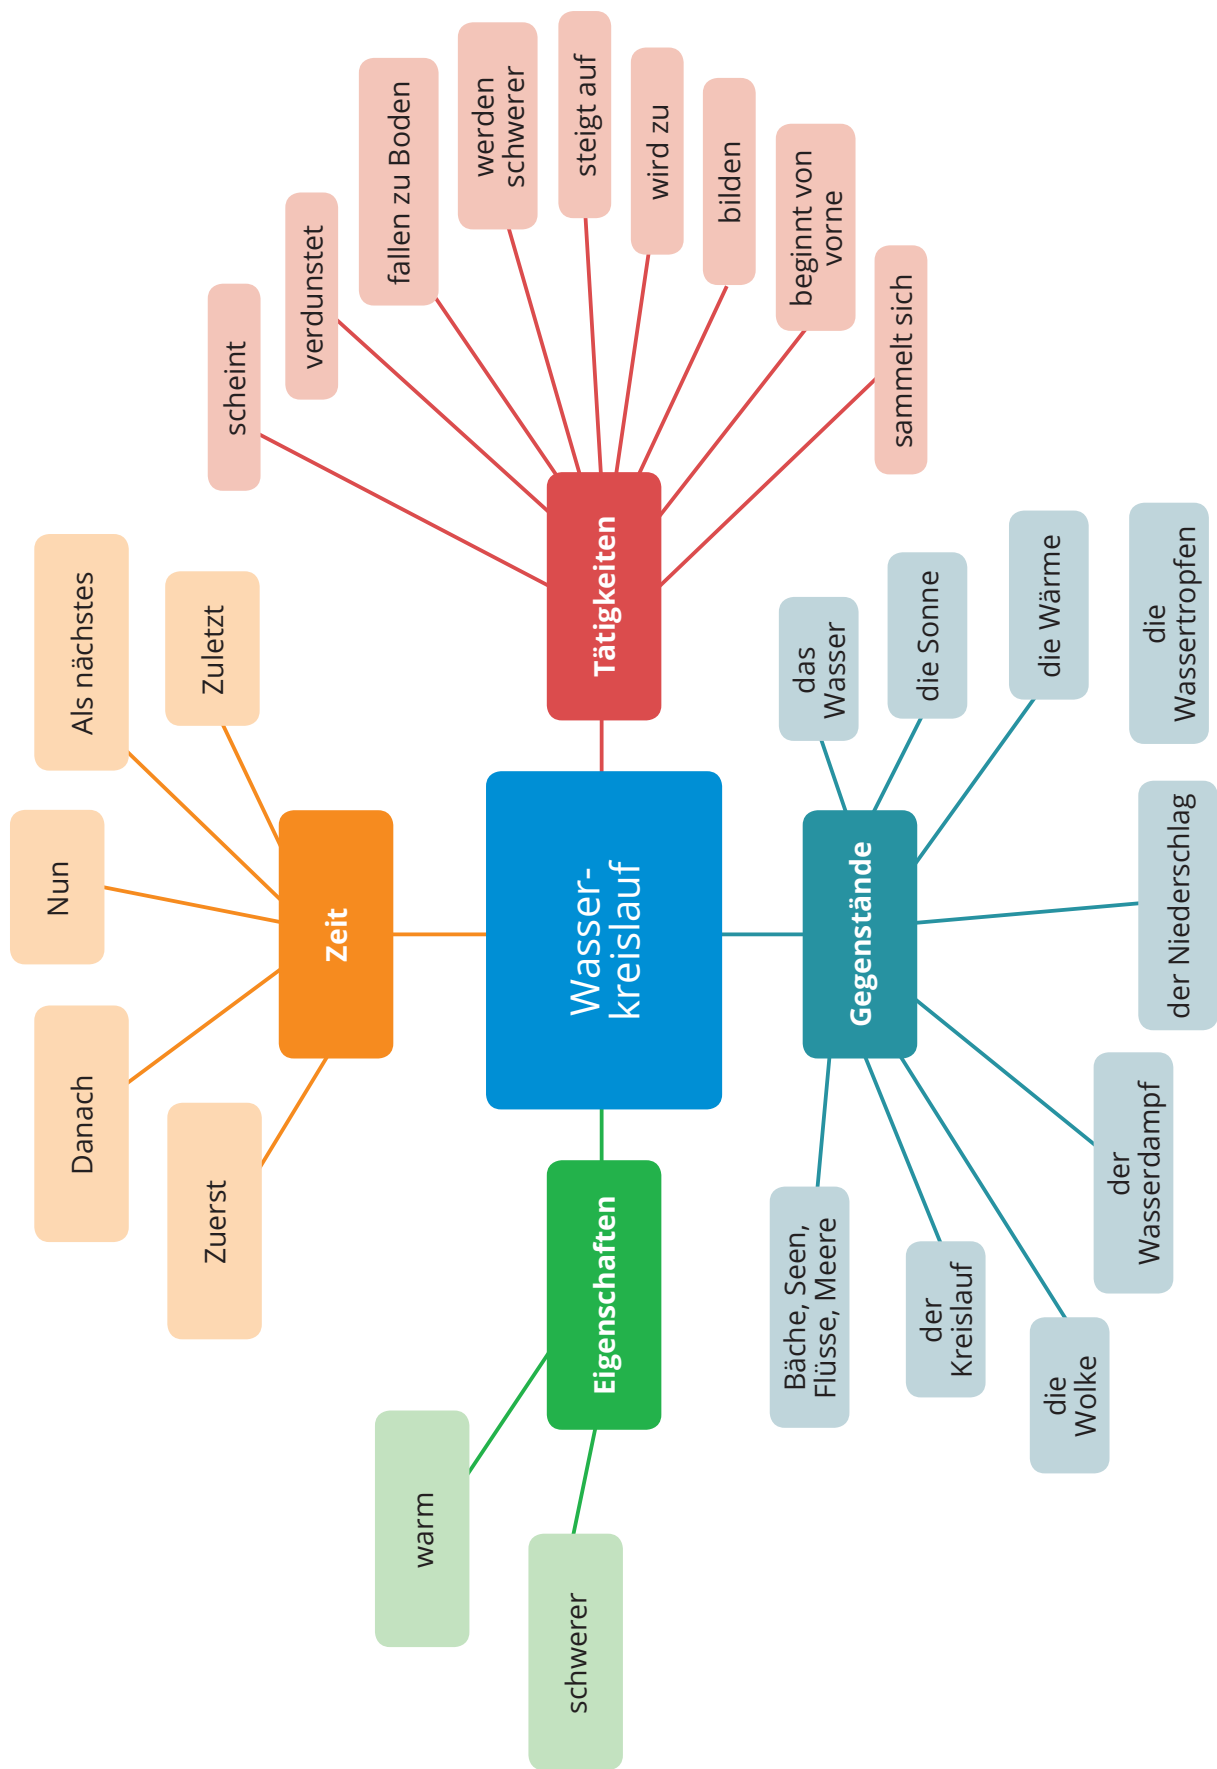 Wasser-
kreislauf
Zeit
Zuerst
Danach
Nun
Als nächstes
Zuletzt
Tätigkeiten
scheint
verdunstet
fallen zu Boden
werden
schwerer
steigt auf
wird zu
bilden
beginnt von
vorne
sammelt sich
Gegenstände
das
Wasser
die Sonne
die Wärme
die
Wassertropfen
der Niederschlag
der
Wasserdampf
die
Wolke
der
Kreislauf
Bäche, Seen,
Flüsse, Meere
Eigenschaften
warm
schwerer